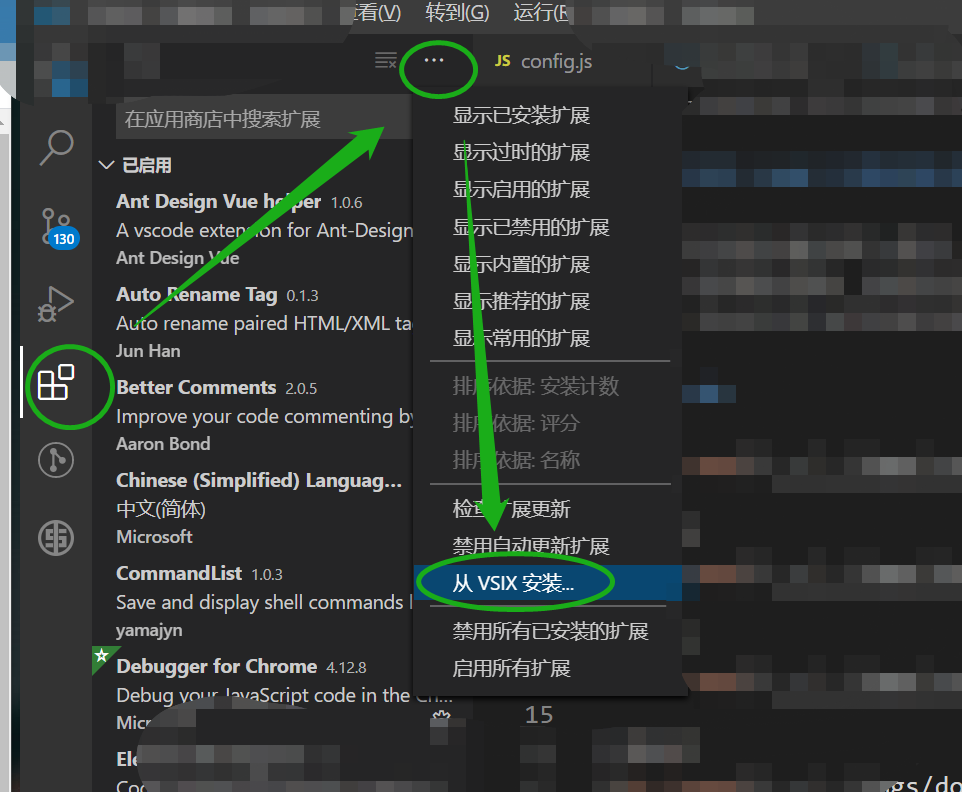 看(V) 转到(G) 运行(
··· JS config.js
在应用商店中搜索扩展
已启用
Ant Design Vue helper 1.0.6
A vscode extension for Ant-Design
Ant Design Vue
130
Auto Rename Tag 0.1.3
Auto rename paired HTML/XML ta
Jun Han
Better Comments 2.0.5
Improve your code commenting by
Aaron Bond
Chinese (Simplified) Languag...
中文(简体)
Microsoft
CommandList 1.0.3
Save and display shell commands
yamajyn
Debugger for Chrome 4.12.8
Debug your JavaScript code in the Ch...
Mic
Ele
Coc
显示已安装扩展
显示过时的扩展
显示启用的扩展
显示已禁用的扩展
显示内置的扩展
显示推荐的扩展
显示常用的扩展
排序依据: 安装计数
排序依据: 评分
排序依据: 名称
检查扩展更新
禁用自动更新扩展
从 VSIX 安装...
禁用所有已安装的扩展
启用所有扩展
15
gs/do